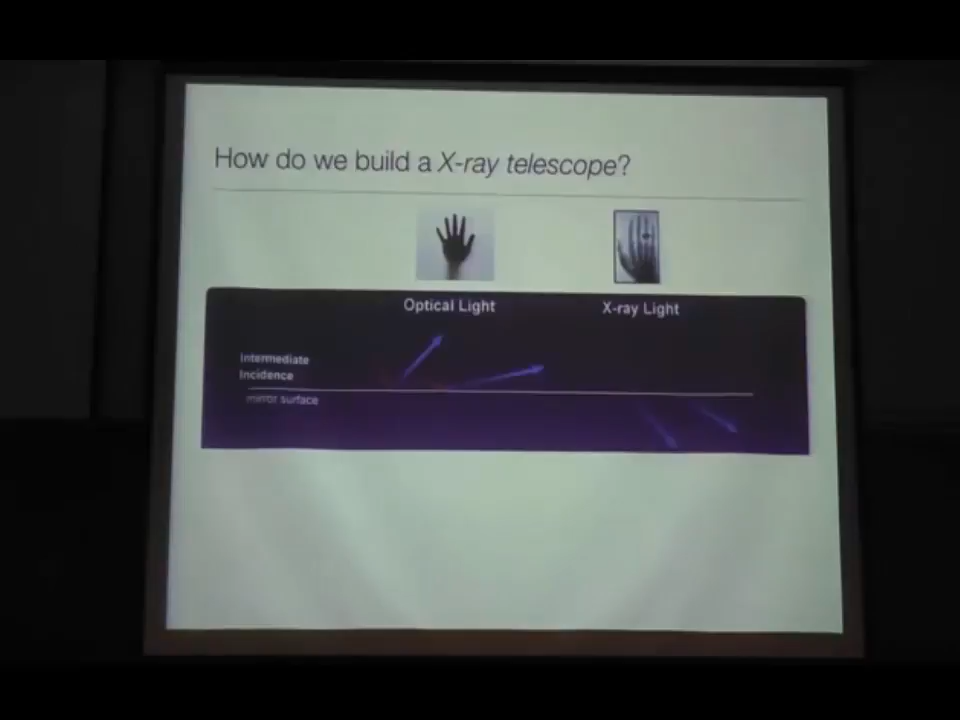 How do we build a X-ray telescope?
Optical Light
X-ray Light
Intermediate
Incidence
mirror surface